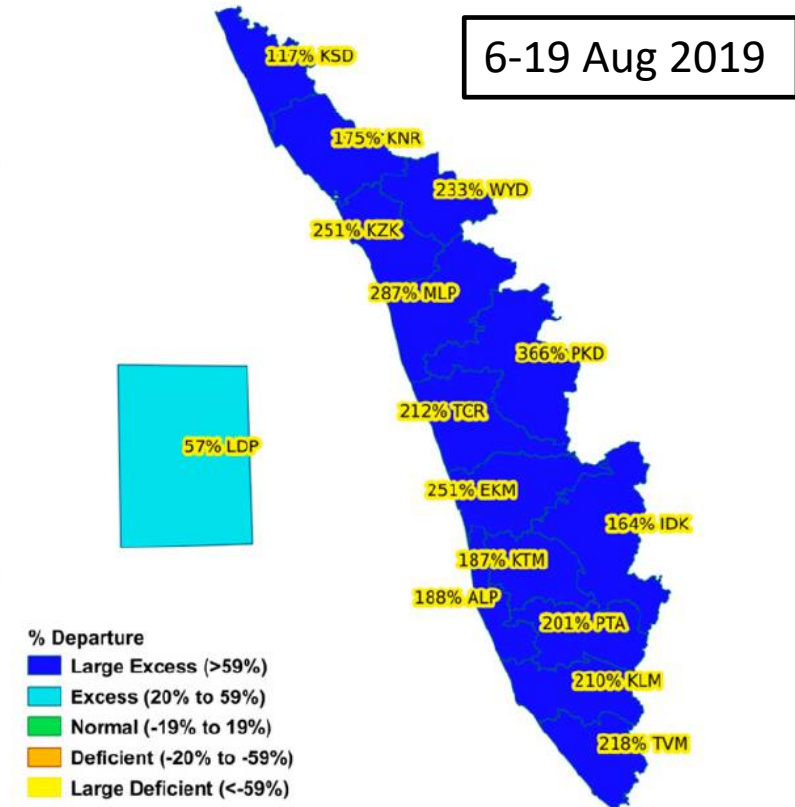 6-19 Aug 2019
117% KSD
175% KNR
233% WYD
251% KZK
287% MLP
366% PKD
212% TCR
57% LDP
251% EKM
164% IDK
187% KTM
188% ALP
201% PTA
210% KLM
218% TVM
% Departure
Large Excess (>59%)
Excess (20% to 59%)
Normal (-19% to 19%)
Deficient (-20% to -59%)
Large Deficient (<-59%)